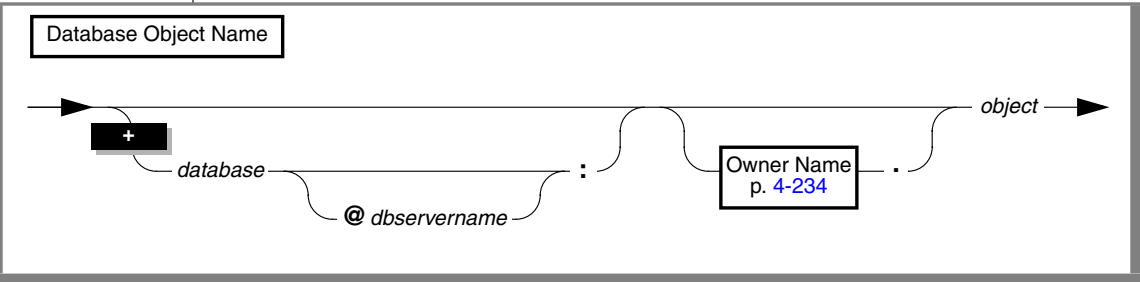 Database Object Name
object
+
database
:
Owner Name
p. 4-234
.
@ dbservername